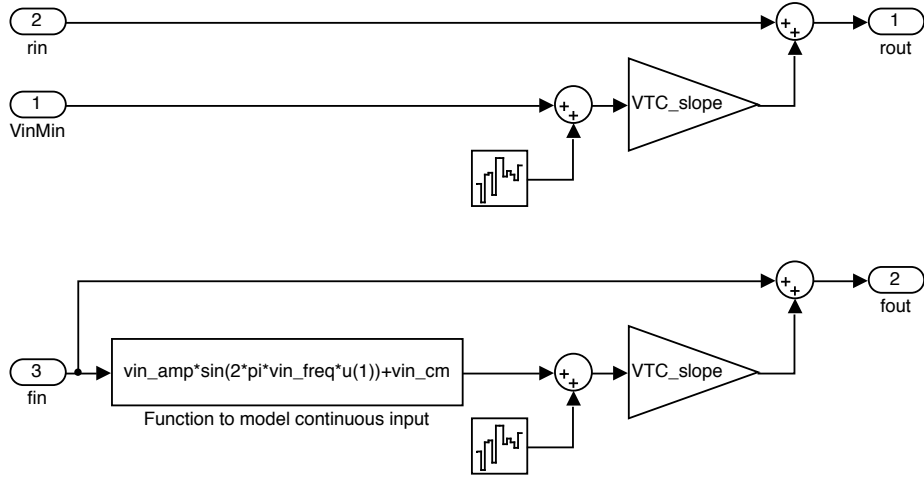 2
rin
1
rout
1
VinMin
VTC_slope
2
fout
3
fin
vin_amp*sin(2*pi*vin_freq*u(1))+vin_cm
Function to model continuous input
VTC_slope